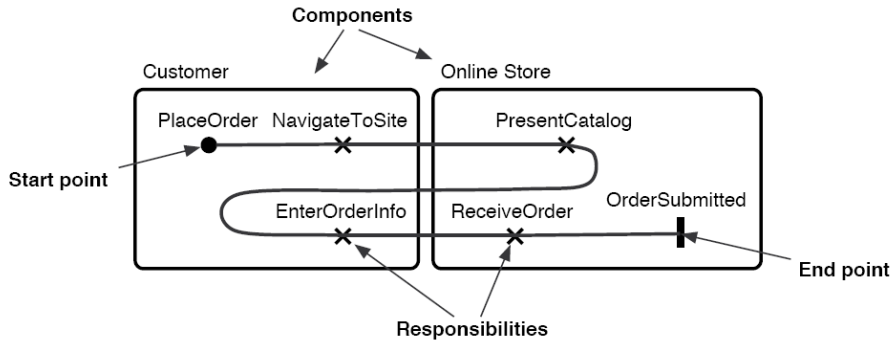 Components
Customer
Online Store
PlaceOrder
NavigateToSite
PresentCatalog
Start point
EnterOrderInfo
ReceiveOrder
OrderSubmitted
End point
Responsibilities